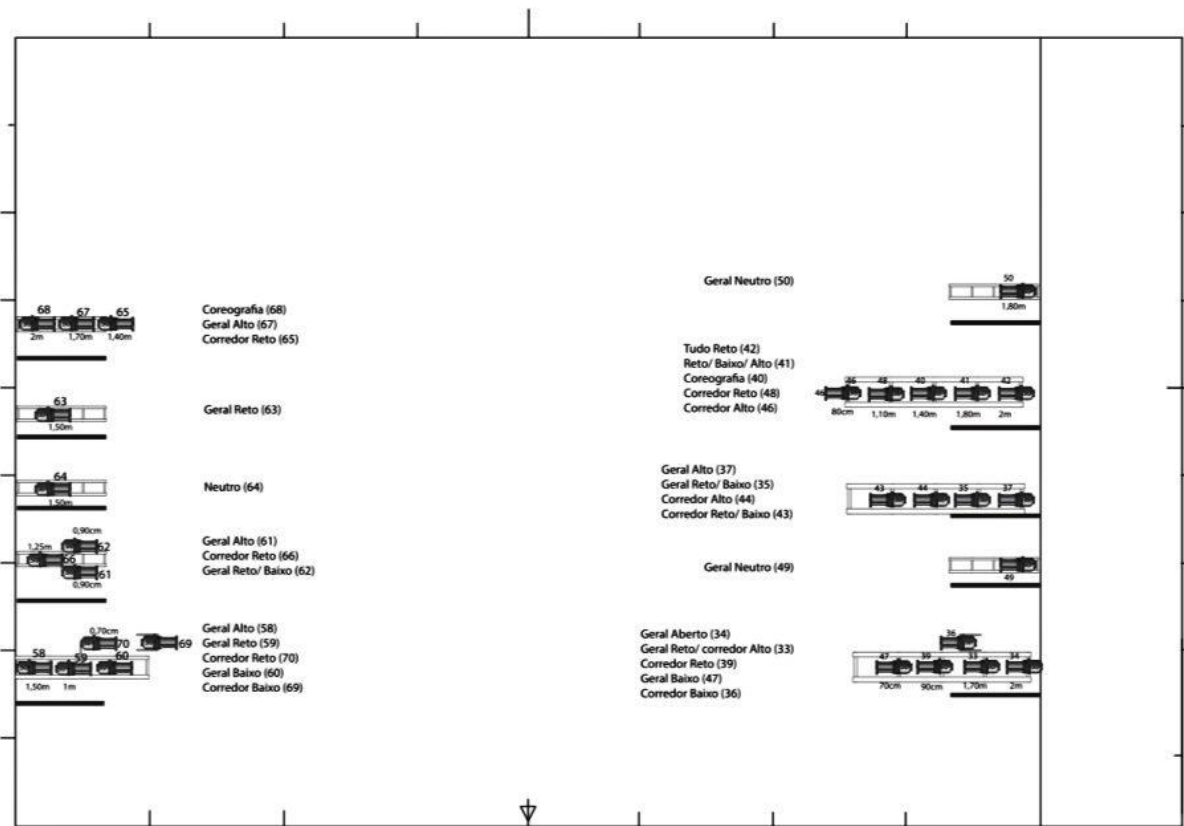 68 67 65
2m 1,70m 1,40m
Coreografia (68)
Geral Alto (67)
Corredor Reto (65)
63
1,50m
Geral Reto (63)
64
1,50m
Neutro (64)
0,90cm
1,25m
62
66
61
0,90cm
Geral Alto (61)
Corredor Reto (66)
Geral Reto/ Baixo (62)
0,70cm
70 69
58 59 60
1,50m 1m
Geral Alto (58)
Geral Reto (59)
Corredor Reto (70)
Geral Baixo (60)
Corredor Baixo (69)
Geral Neutro (50)
50
1,80m
Tudo Reto (42)
Reto/ Baixo/ Alto (41)
Coreografia (40)
Corredor Reto (48)
Corredor Alto (46)
46 48 40 41 42
46
80cm 1,10m 1,40m 1,80m 2m
Geral Alto (37)
Geral Reto/ Baixo (35)
Corredor Alto (44)
Corredor Reto/ Baixo (43)
43 44 35 37
Geral Neutro (49)
49
Geral Aberto (34)
Geral Reto/ corredor Alto (33)
Corredor Reto (39)
Geral Baixo (47)
Corredor Baixo (36)
36
47 39 33 34
70cm 90cm 1,70m 2m